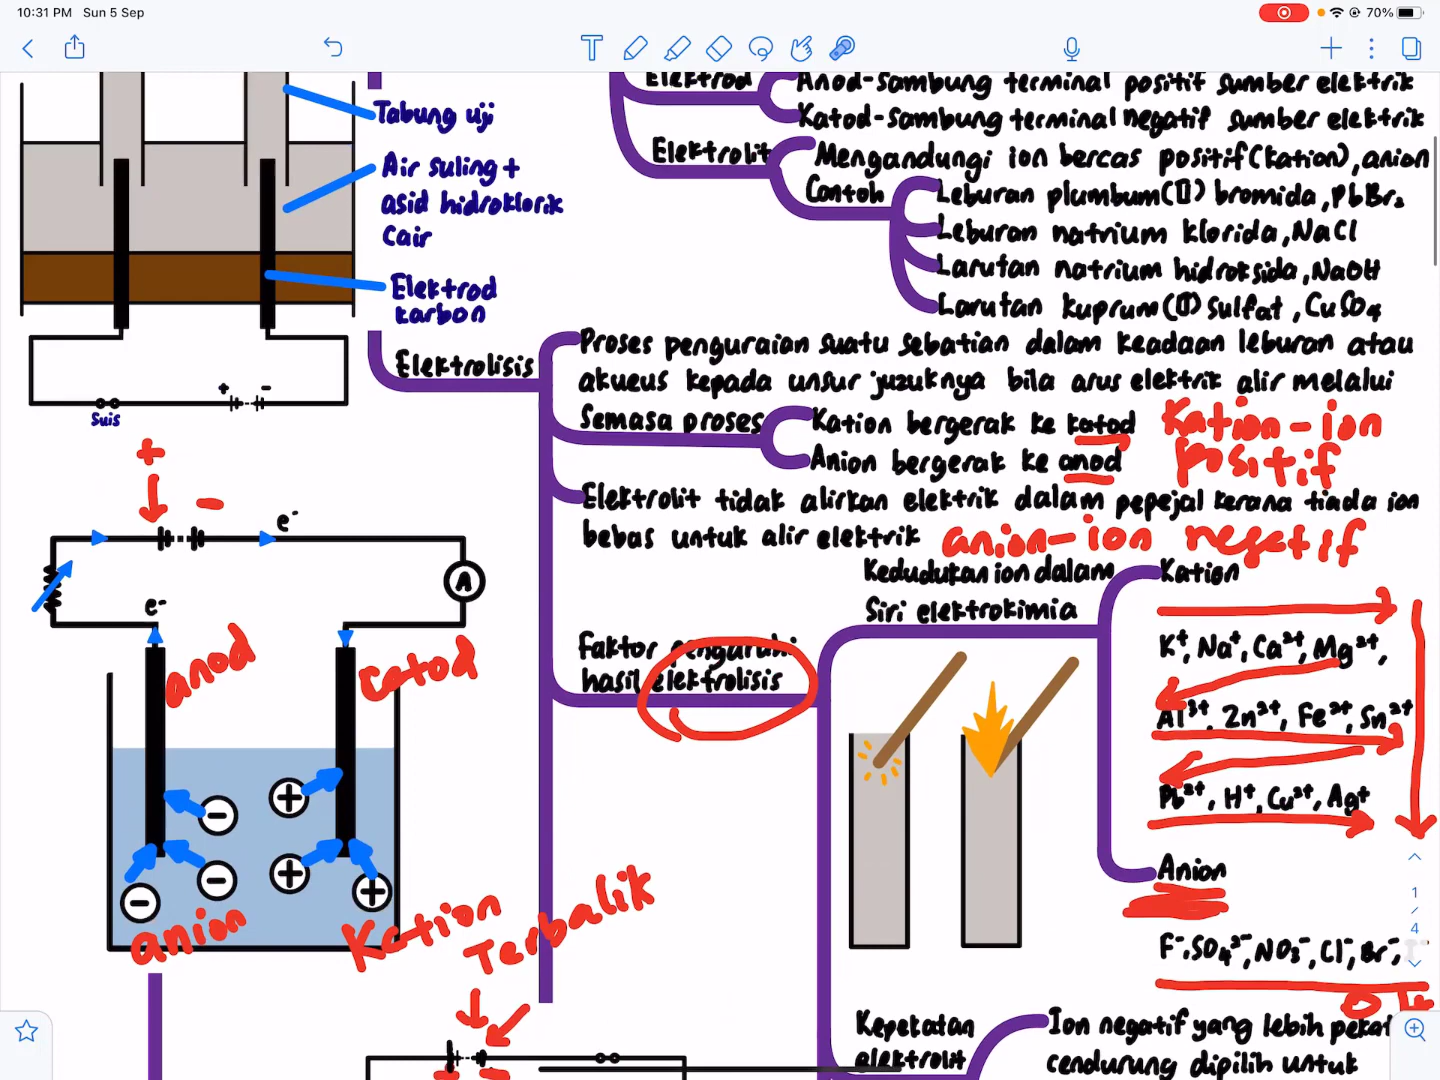 10:31 PM Sun 5 Sep
70%
Tabung uji
Air suling +
asid hidroklorik
Cair
Elektrod
karbon
+ -
Suis
Elektrod
Anod-sambung terminal positif sumber elektrik
Katod-sambung terminal negatif sumber elektrik
Elektrolit
Mengandungi ion bercas positif(kation),anion
Contoh
Leburan plumbum(II) bromida,PbBr₂
Leburan natrium klorida,NaCl
Larutan natrium hidroksida,NaOH
Larutan kuprum(II) sulfat,CuSO₄
Elektrolisis
Proses penguraian suatu sebatian dalam keadaan leburan atau
akueus kepada unsur juzuknya bila arus elektrik alir melalui
Semasa proses
Kation bergerak ke katod
Anion bergerak ke anod
Kation-ion
positif
Elektrolit tidak alirkan elektrik dalam pepejal kerana tiada ion
bebas untuk alir elektrik
anion-ion negatif
+
-
e⁻
A
e⁻
anod
catod
- + - + - +
anion
Kation
Terbalik
Faktor pengaruhi
hasil elektrolisis
Kedudukan ion dalam
Siri elektrokimia
Kation
K⁺, Na⁺, Ca²⁺, Mg²⁺,
Al³⁺, Zn²⁺, Fe²⁺, Sn²⁺
Pb²⁺, H⁺, Cu²⁺, Ag⁺
Anion
F⁻,SO₄²⁻,NO₃⁻,Cl⁻,Br⁻,
1
/
4
Kepekatan
elektrolit
Ion negatif yang lebih pekat
cenderung dipilih untuk